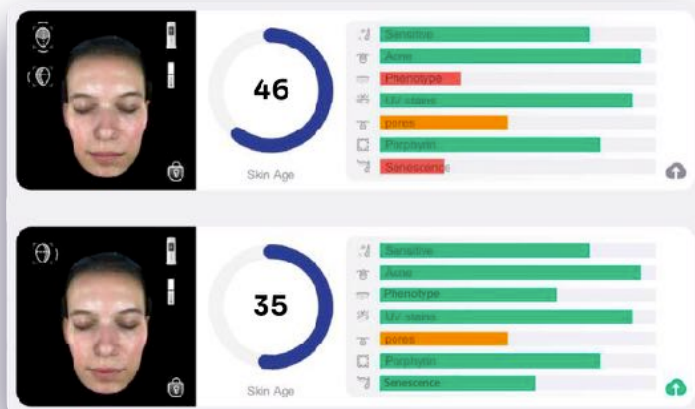 46
Skin Age
Sensitive
Acne
Phenotype
UV stains
pores
Porphyrin
Senescence
35
Skin Age
Sensitive
Acne
Phenotype
UV stains
pores
Porphyrin
Senescence